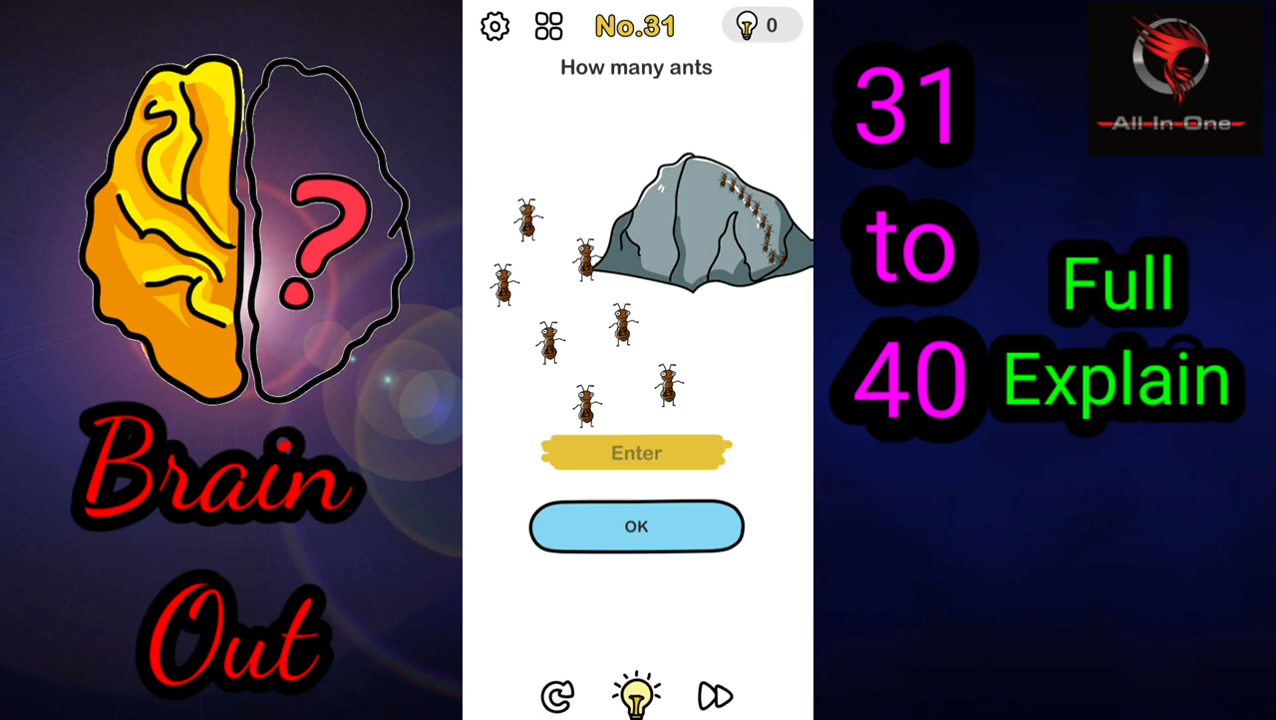 No.31
0
How many ants
Enter
OK
Brain
Out
?
31
to
40
Full
Explain
All In One